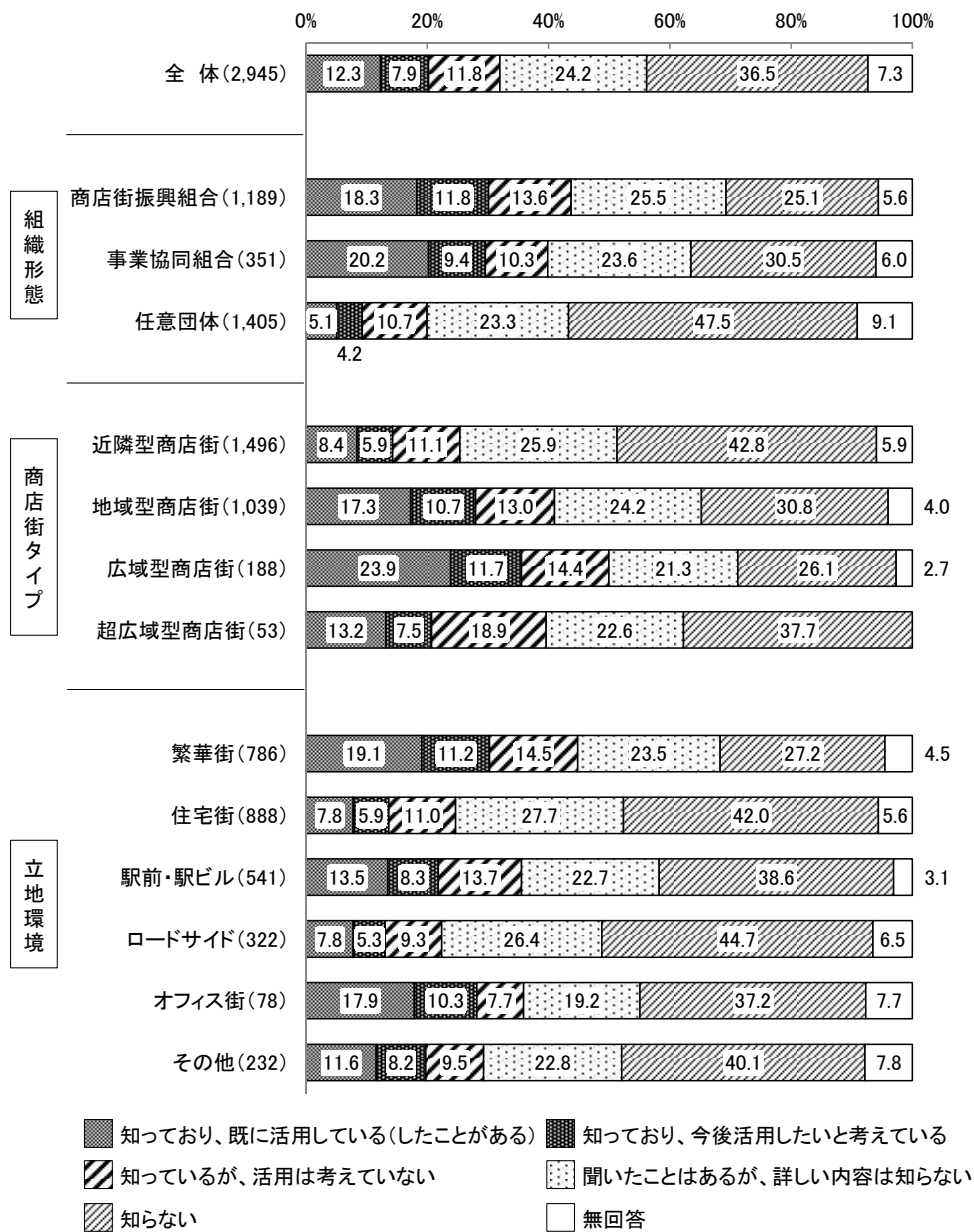 0% 20% 40% 60% 80% 100%
全 体(2,945) 12.3 7.9 11.8 24.2 36.5 7.3
組織形態
商店街振興組合(1,189) 18.3 11.8 13.6 25.5 25.1 5.6
事業協同組合(351) 20.2 9.4 10.3 23.6 30.5 6.0
任意団体(1,405) 5.1 10.7 23.3 47.5 9.1
4.2
商店街タイプ
近隣型商店街(1,496) 8.4 5.9 11.1 25.9 42.8 5.9
地域型商店街(1,039) 17.3 10.7 13.0 24.2 30.8 4.0
広域型商店街(188) 23.9 11.7 14.4 21.3 26.1 2.7
超広域型商店街(53) 13.2 7.5 18.9 22.6 37.7
立地環境
繁華街(786) 19.1 11.2 14.5 23.5 27.2 4.5
住宅街(888) 7.8 5.9 11.0 27.7 42.0 5.6
駅前・駅ビル(541) 13.5 8.3 13.7 22.7 38.6 3.1
ロードサイド(322) 7.8 5.3 9.3 26.4 44.7 6.5
オフィス街(78) 17.9 10.3 7.7 19.2 37.2 7.7
その他(232) 11.6 8.2 9.5 22.8 40.1 7.8
知っており、既に活用している(したことがある) 知っており、今後活用したいと考えている
知っているが、活用は考えていない 聞いたことはあるが、詳しい内容は知らない
知らない 無回答